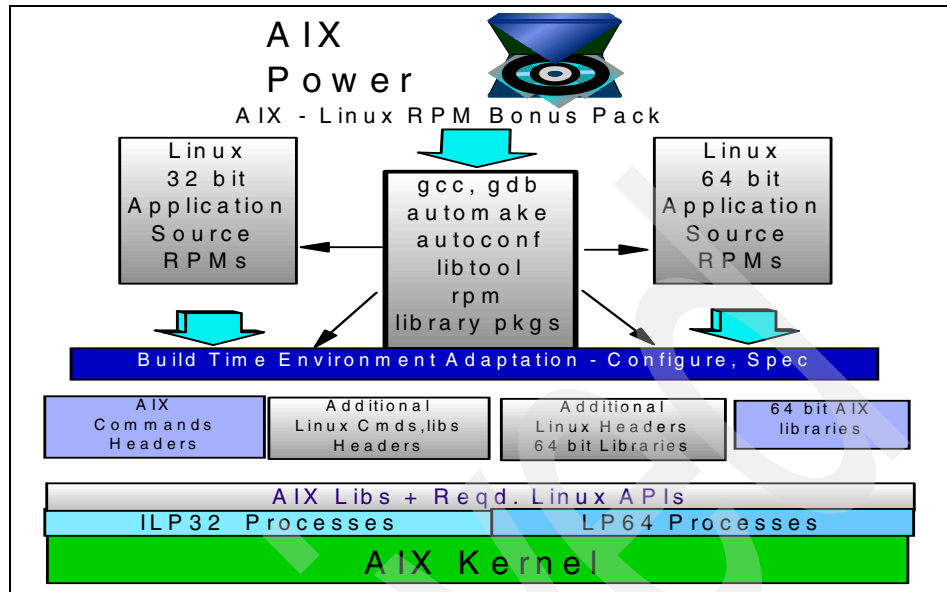 AIX
Power
AIX - Linux RPM Bonus Pack
Linux
32 bit
Application
Source
RPMs
gcc, gdb
automake
autoconf
libtool
rpm
library pkgs
Linux
64 bit
Application
Source
RPMs
Build Time Environment Adaptation - Configure, Spec
AIX
Commands
Headers
Additional
Linux Cmds,libs
Headers
Additional
Linux Headers
64 bit Libraries
64 bit AIX
libraries
AIX Libs + Reqd. Linux APIs
ILP32 Processes
LP64 Processes
AIX Kernel